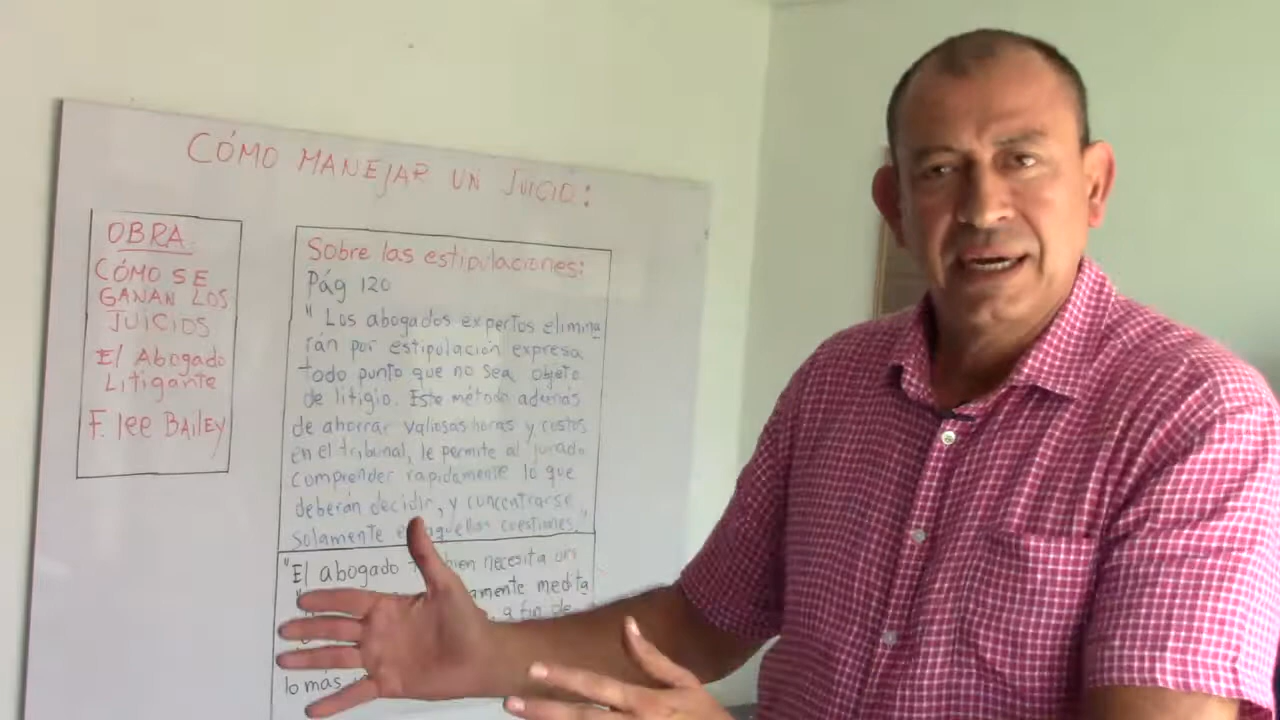 CÓMO MANEJAR UN JUICIO:
OBRA
CÓMO SE
GANAN LOS
JUICIOS
El Abogado
Litigante
F. lee BAILEY
Sobre las estipulaciones:
Pág 120
" Los abogados expertos elimina
rán por estipulación expresa
todo punto que no sea objeto
de litigio. Este método además
de ahorrar valiosas horas y costos
en el tribunal, le permite al jurado
comprender rapidamente lo que
deberán decidir, y concentrarse
solamente en aquellas cuestiones."
"El abogado también necesita un
amente medita
a fin de
lo más